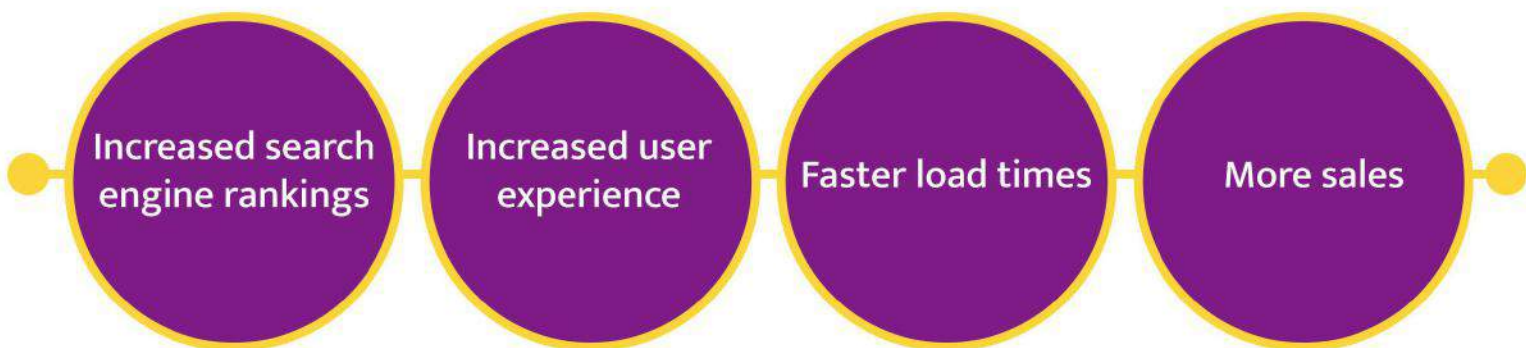 Increased search
engine rankings
Increased user
experience
Faster load times
More sales